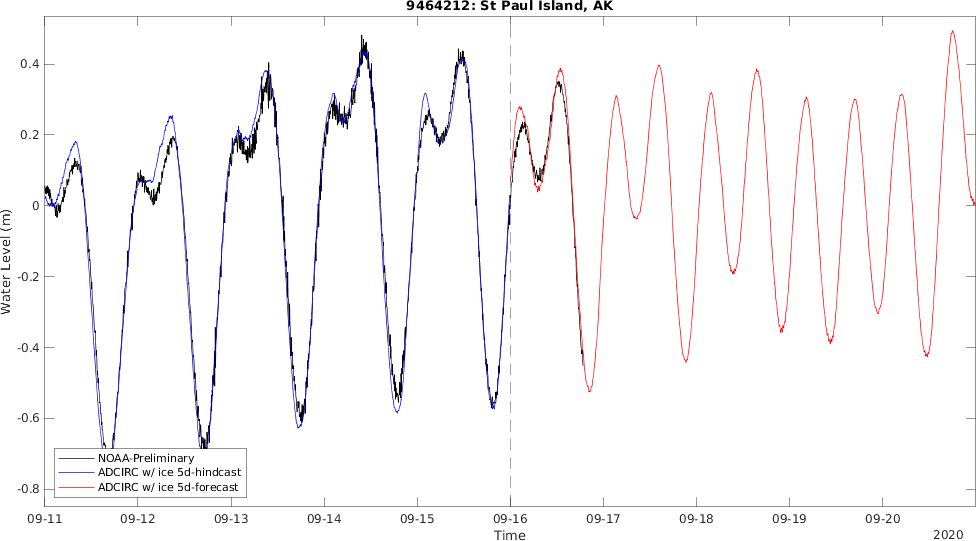 9464212: St Paul Island, AK
0.4
0.2
0
-0.2
-0.4
-0.6
-0.8
Water Level (m)
NOAA-Preliminary
ADCIRC w/ ice 5d-hindcast
ADCIRC w/ ice 5d-forecast
09-11 09-12 09-13 09-14 09-15 09-16 09-17 09-18 09-19 09-20
Time
2020